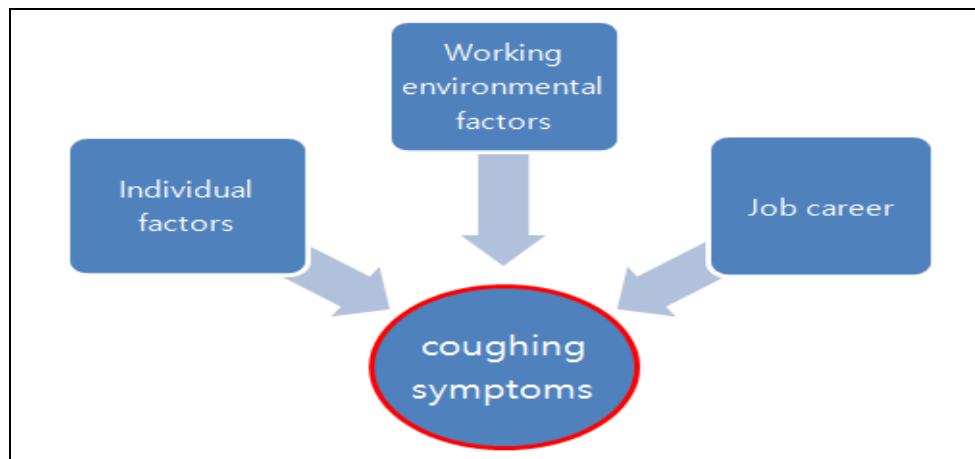 Working
environmental
factors
Individual
factors
Job career
coughing
symptoms